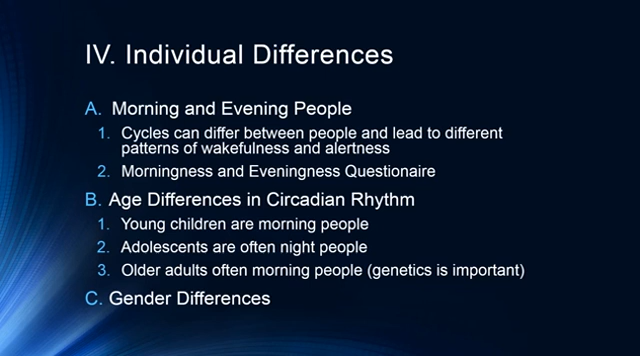 IV. Individual Differences
A. Morning and Evening People
1. Cycles can differ between people and lead to different
patterns of wakefulness and alertness
2. Morningness and Eveningness Questionaire
B. Age Differences in Circadian Rhythm
1. Young children are morning people
2. Adolescents are often night people
3. Older adults often morning people (genetics is important)
C. Gender Differences